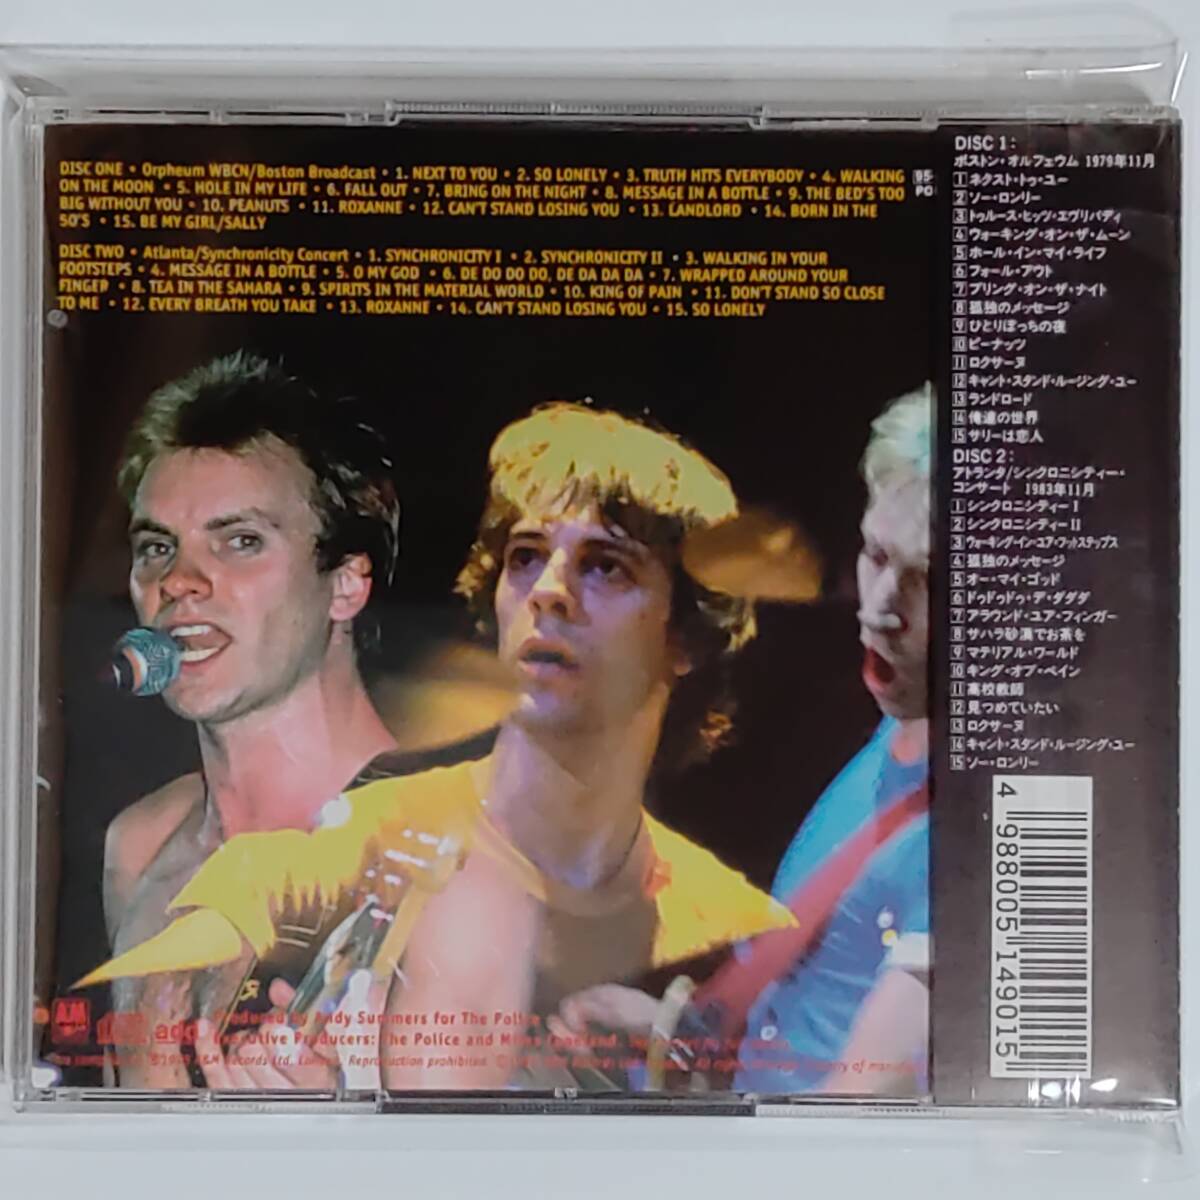 DISC ONE • Orpheum WBCN/Boston Broadcast • 1. NEXT TO YOU • 2. SO LONELY • 3. TRUTH HITS EVERYBODY • 4. WALKING
ON THE MOON • 5. HOLE IN MY LIFE • 6. FALL OUT • 7. BRING ON THE NIGHT • 8. MESSAGE IN A BOTTLE • 9. THE BED'S TOO
BIG WITHOUT YOU • 10. PEANUTS • 11. ROXANNE • 12. CAN'T STAND LOSING YOU • 13. LANDLORD • 14. BORN IN THE
50'S • 15. BE MY GIRL/SALLY
DISC TWO • Atlanta/Synchronicity Concert • 1. SYNCHRONICITY I • 2. SYNCHRONICITY II • 3. WALKING IN YOUR
FOOTSTEPS • 4. MESSAGE IN A BOTTLE • 5. O MY GOD • 6. DE DO DO DO, DE DA DA DA • 7. WRAPPED AROUND YOUR
FINGER • 8. TEA IN THE SAHARA • 9. SPIRITS IN THE MATERIAL WORLD • 10. KING OF PAIN • 11. DON'T STAND SO CLOSE
TO ME • 12. EVERY BREATH YOU TAKE • 13. ROXANNE • 14. CAN'T STAND LOSING YOU • 15. SO LONELY
95-
PO
A&M
add
Produced by Andy Summers for The Police
Executive Producers: The Police and Miles Copeland.
A&M Records Ltd. London. Reproduction prohibited.
DISC 1:
ボストン・オルフェウム 1979年11月
1 ネクスト・トゥ・ユー
2 ソー・ロンリー
3 トゥルース・ヒッツ・エヴリバディ
4 ウォーキング・オン・ザ・ムーン
5 ホール・イン・マイ・ライフ
6 フォール・アウト
7 ブリング・オン・ザ・ナイト
8 孤独のメッセージ
9 ひとりぼっちの夜
10 ピーナッツ
11 ロクサーヌ
12 キャント・スタンド・ルージング・ユー
13 ランドロード
14 俺達の世界
15 サリーは恋人
DISC 2:
アトランタ/シンクロニシティー・
コンサート 1983年11月
1 シンクロニシティー I
2 シンクロニシティー II
3 ウォーキング・イン・ユア・フットステップス
4 孤独のメッセージ
5 オー・マイ・ゴッド
6 ドゥドゥドゥ・デ・ダダダ
7 アラウンド・ユア・フィンガー
8 サハラ砂漠でお茶を
9 マテリアル・ワールド
10 キング・オブ・ペイン
11 高校教師
12 見つめていたい
13 ロクサーヌ
14 キャント・スタンド・ルージング・ユー
15 ソー・ロンリー
4 988005 149015